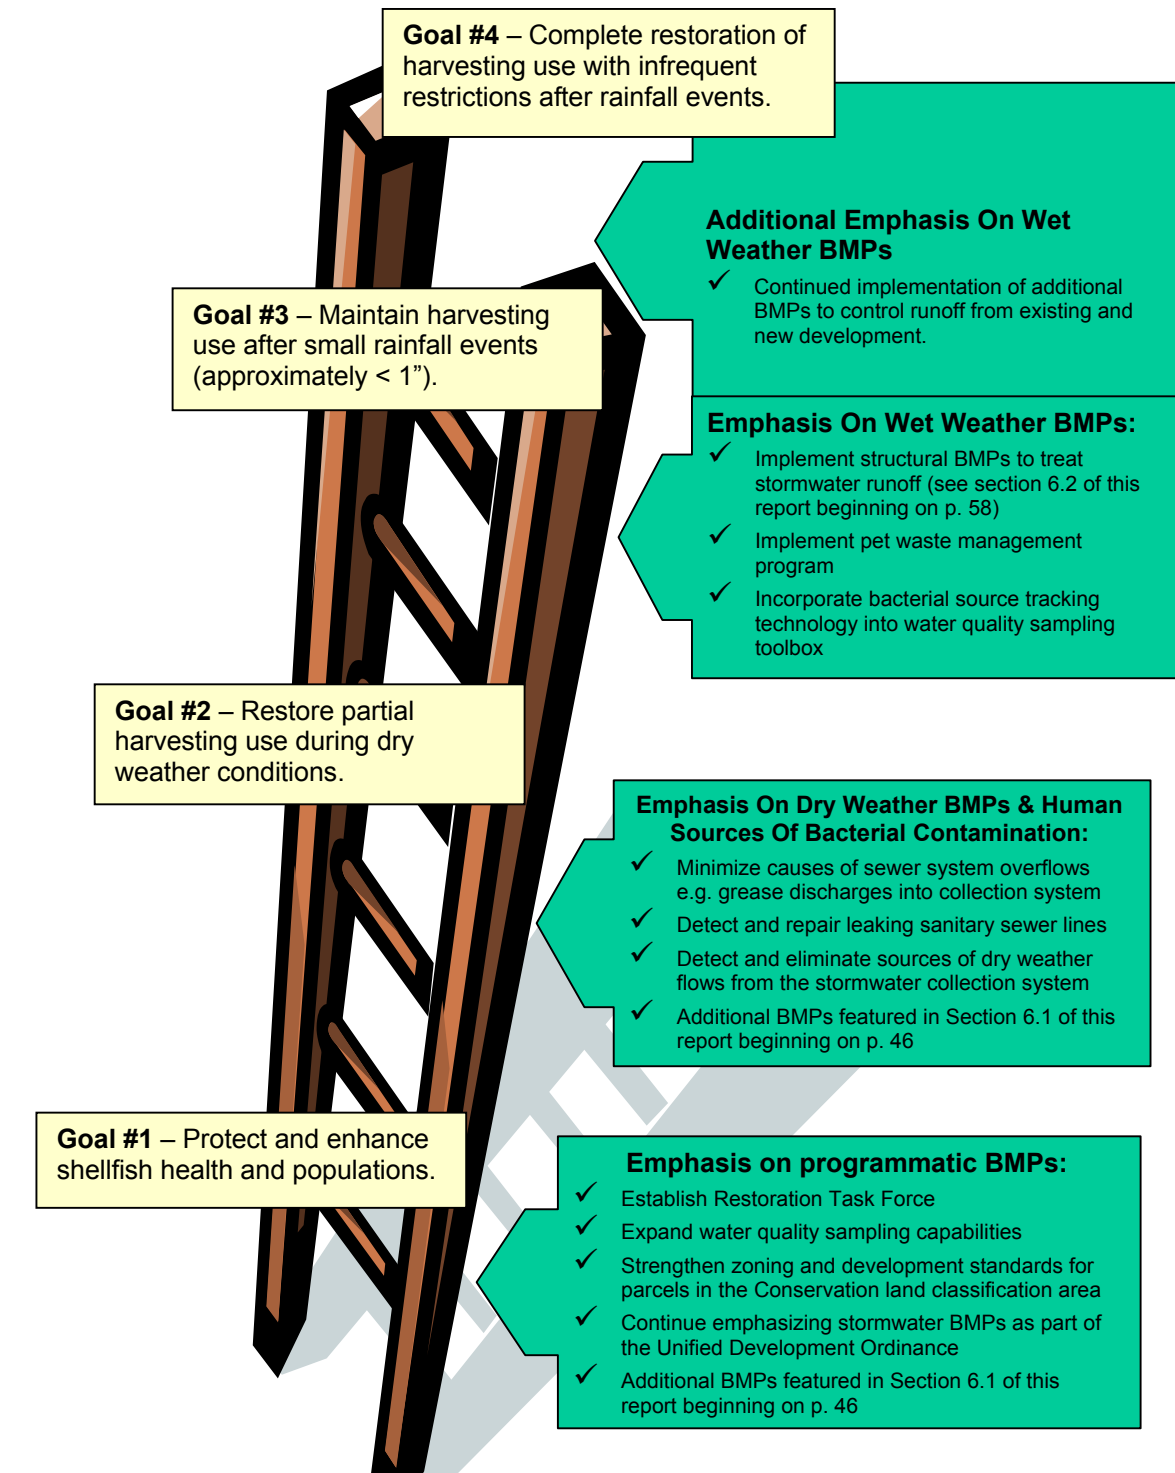 Goal #4 – Complete restoration of
harvesting use with infrequent
restrictions after rainfall events.
Additional Emphasis On Wet
Weather BMPs
✓ Continued implementation of additional
BMPs to control runoff from existing and
new development.
Goal #3 – Maintain harvesting
use after small rainfall events
(approximately < 1”).
Emphasis On Wet Weather BMPs:
✓ Implement structural BMPs to treat
stormwater runoff (see section 6.2 of this
report beginning on p. 58)
✓ Implement pet waste management
program
✓ Incorporate bacterial source tracking
technology into water quality sampling
toolbox
Goal #2 – Restore partial
harvesting use during dry
weather conditions.
Emphasis On Dry Weather BMPs & Human
Sources Of Bacterial Contamination:
✓ Minimize causes of sewer system overflows
e.g. grease discharges into collection system
✓ Detect and repair leaking sanitary sewer lines
✓ Detect and eliminate sources of dry weather
flows from the stormwater collection system
✓ Additional BMPs featured in Section 6.1 of this
report beginning on p. 46
Goal #1 – Protect and enhance
shellfish health and populations.
Emphasis on programmatic BMPs:
✓ Establish Restoration Task Force
✓ Expand water quality sampling capabilities
✓ Strengthen zoning and development standards for
parcels in the Conservation land classification area
✓ Continue emphasizing stormwater BMPs as part of
the Unified Development Ordinance
✓ Additional BMPs featured in Section 6.1 of this
report beginning on p. 46